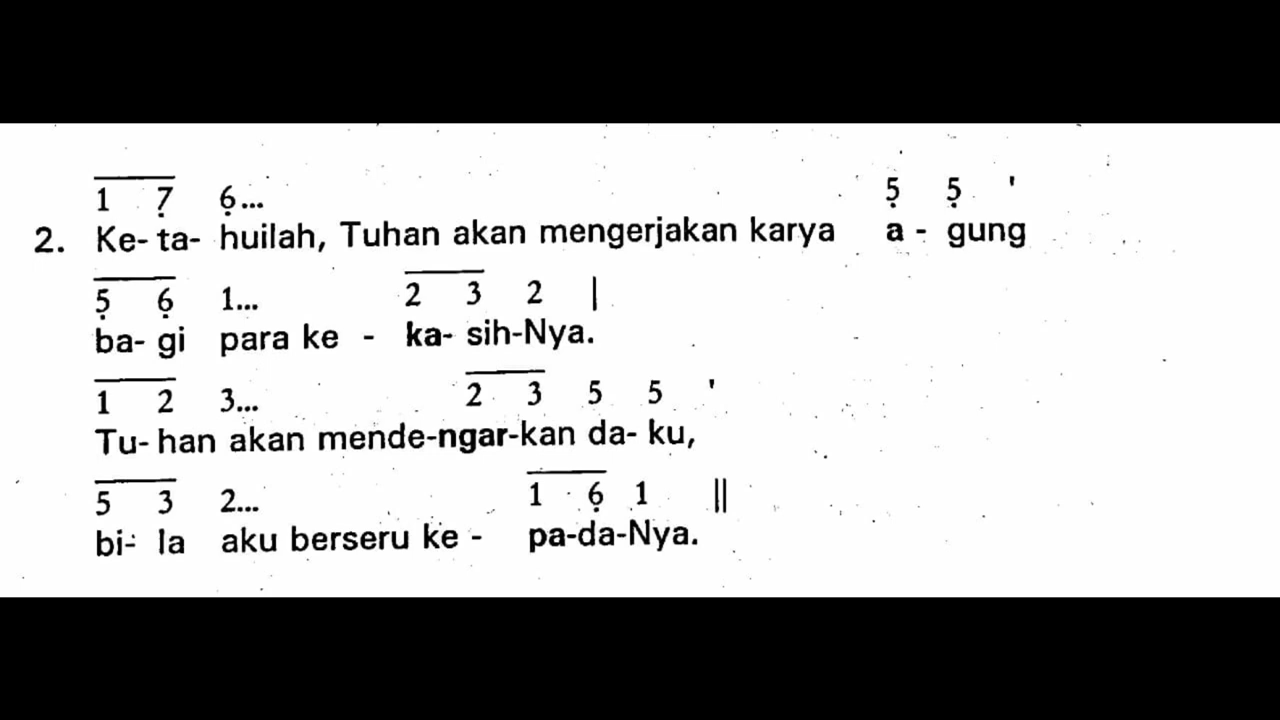 1 7̣ 6̣... 5̣ 5̣ '
2. Ke- ta- huilah, Tuhan akan mengerjakan karya a - gung
5̣ 6̣ 1... 2 3 2 |
ba- gi para ke - ka- sih-Nya.
1 2 3... 2 3 5 5 '
Tu- han akan mende-ngar-kan da- ku,
5 3 2... 1 6̣ 1 ||
bi- la aku berseru ke - pa-da-Nya.